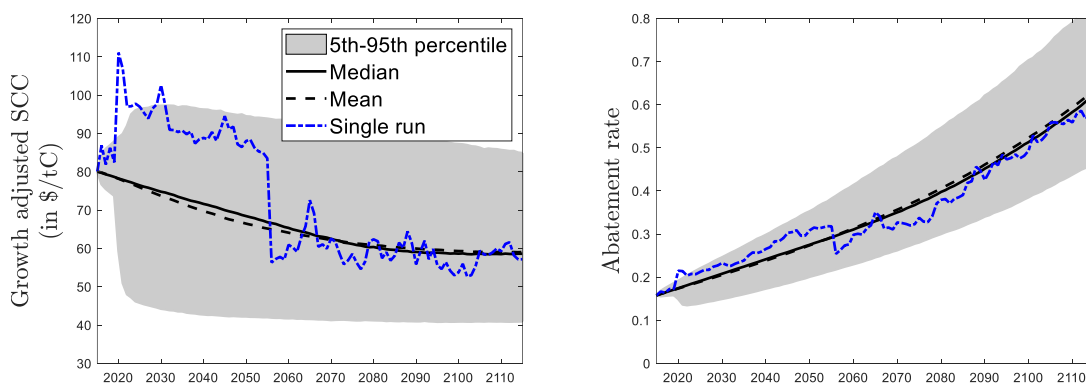 Growth adjusted SCC
(in $/tC)
120
110
100
90
80
70
60
50
40
30
2020 2030 2040 2050 2060 2070 2080 2090 2100 2110
5th-95th percentile
Median
Mean
Single run
Abatement rate
0.8
0.7
0.6
0.5
0.4
0.3
0.2
0.1
0
2020 2030 2040 2050 2060 2070 2080 2090 2100 2110